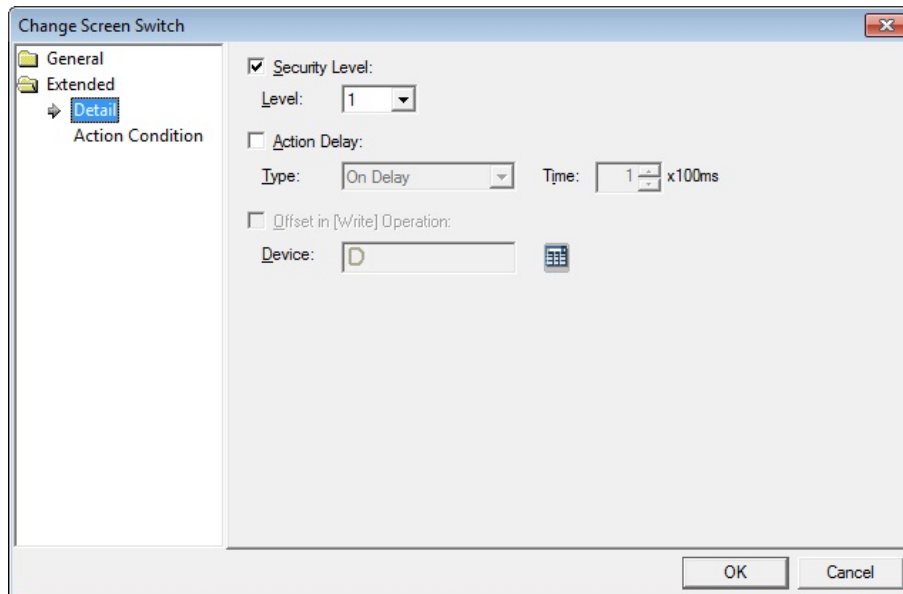 Change Screen Switch
General
Extended
Detail
Action Condition
Security Level:
Level: 1
Action Delay:
Type: On Delay Time: 1 x100ms
Offset in [Write] Operation:
Device: D
OK Cancel